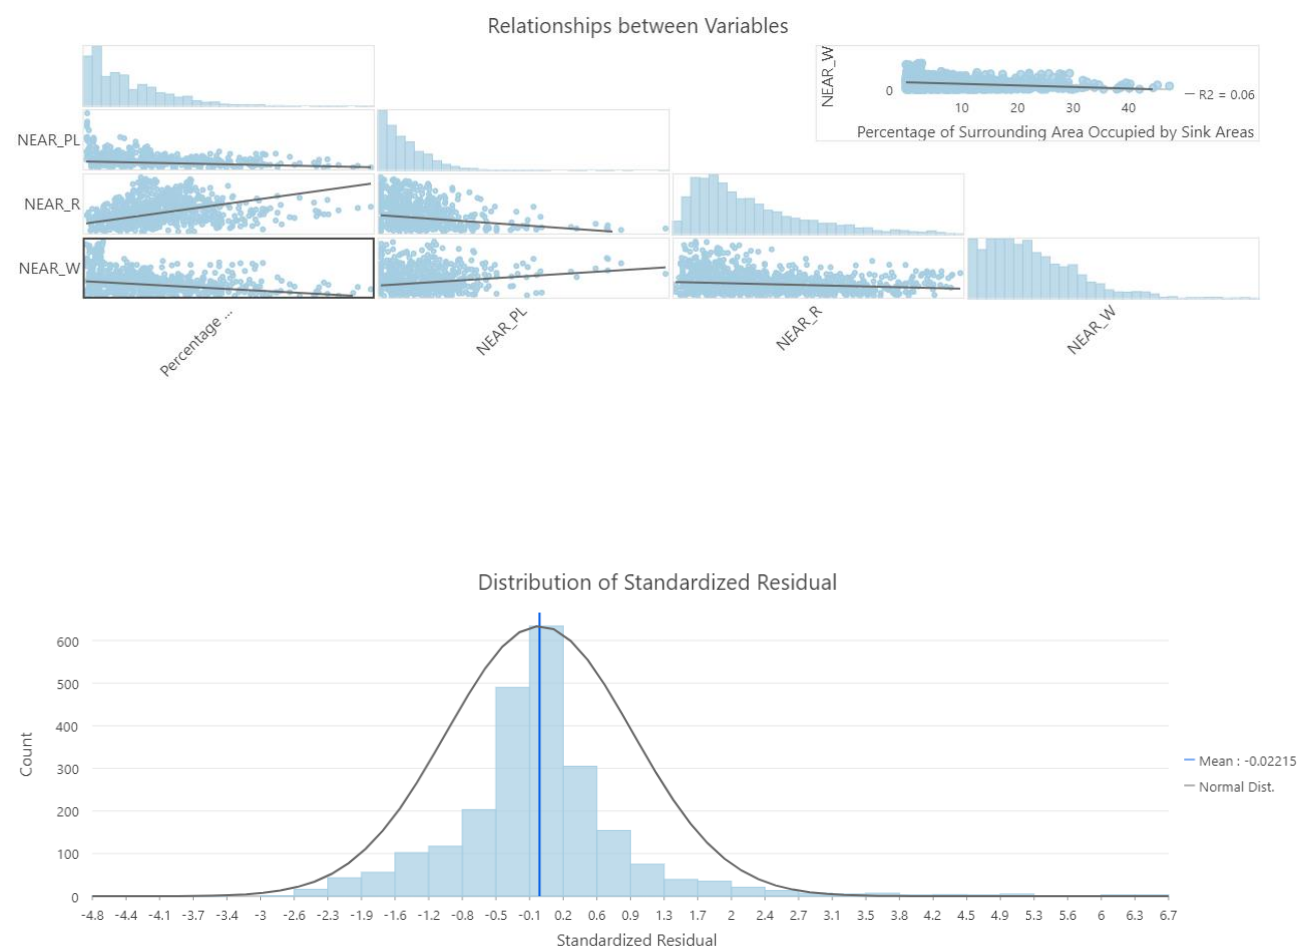 Relationships between Variables
NEAR_W
0
10 20 30 40
R2 = 0.06
Percentage of Surrounding Area Occupied by Sink Areas
NEAR_PL
NEAR_R
NEAR_W
Percentage ...
NEAR_PL
NEAR_R
NEAR_W
Distribution of Standardized Residual
Count
600
500
400
300
200
100
0
-4.8 -4.4 -4.1 -3.7 -3.4 -3 -2.6 -2.3 -1.9 -1.6 -1.2 -0.8 -0.5 -0.1 0.2 0.6 0.9 1.3 1.7 2 2.4 2.7 3.1 3.5 3.8 4.2 4.5 4.9 5.3 5.6 6 6.3 6.7
Standardized Residual
Mean : -0.02215
Normal Dist.